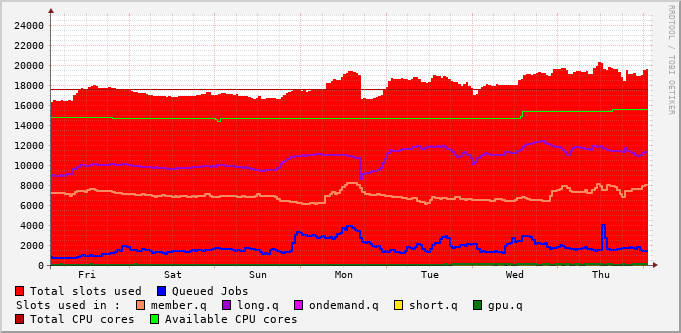 24000
22000
20000
18000
16000
14000
12000
10000
8000
6000
4000
2000
0
Fri Sat Sun Mon Tue Wed Thu
RRDTOOL / TOBI OETIKER
Total slots used Queued Jobs
Slots used in : member.q long.q ondemand.q short.q gpu.q
Total CPU cores Available CPU cores